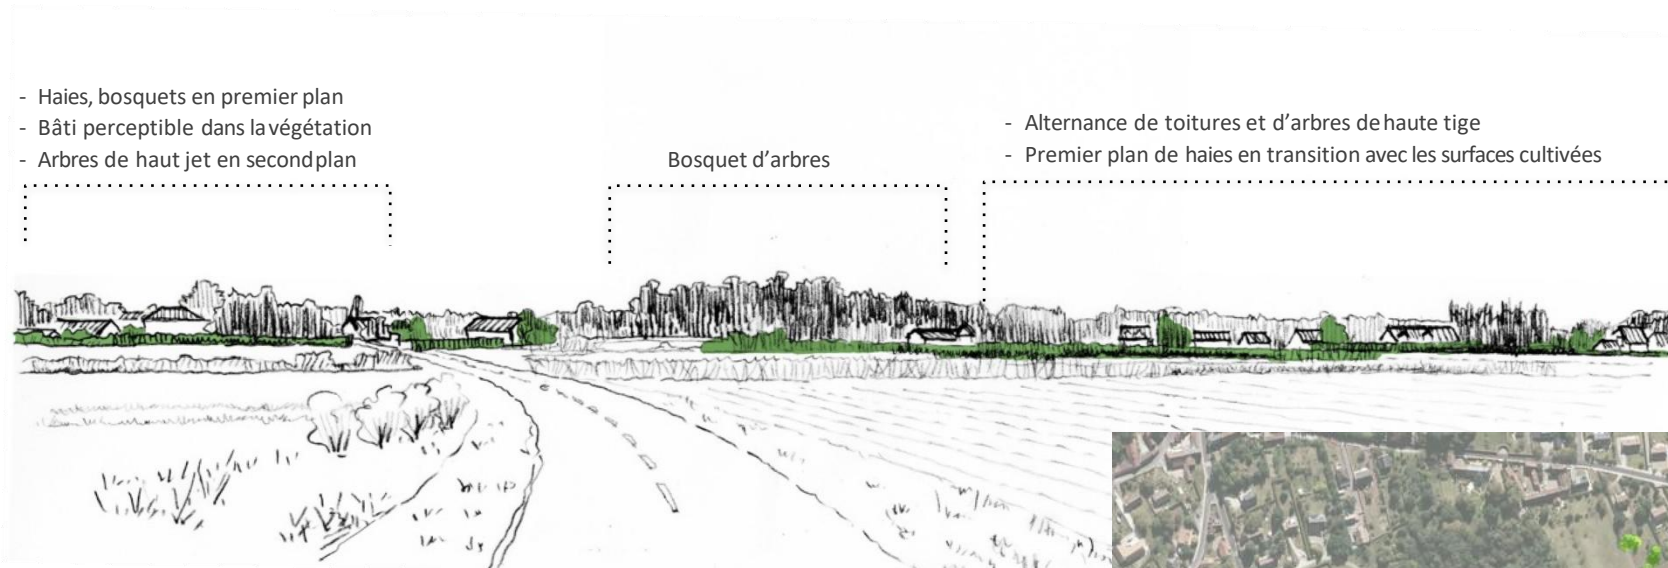 - Haies, bosquets en premier plan
- Bâti perceptible dans la végétation
- Arbres de haut jet en second plan
Bosquet d’arbres
- Alternance de toitures et d’arbres de haute tige
- Premier plan de haies en transition avec les surfaces cultivées